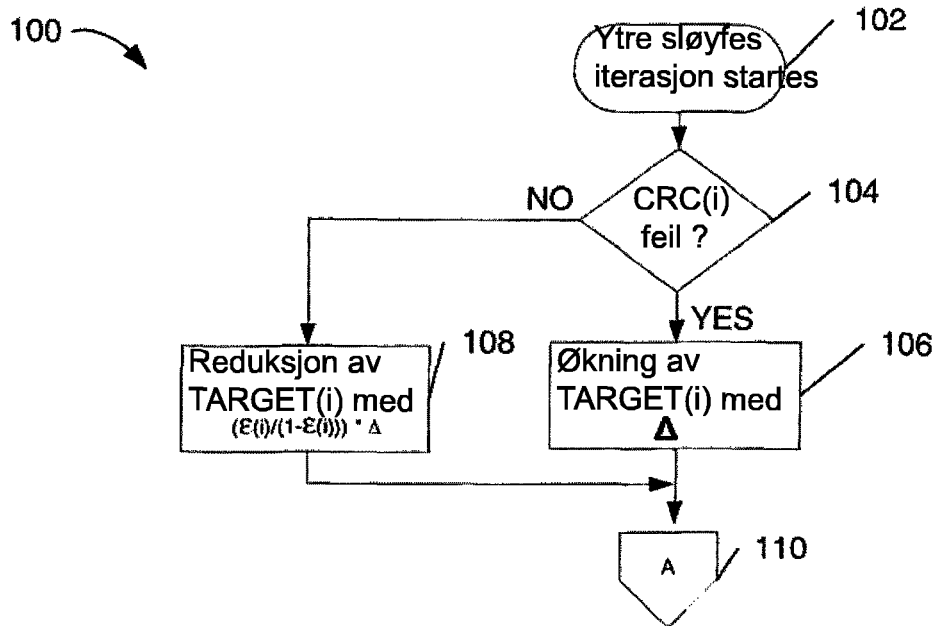 100
102
Ytre sløyfes
iterasjon startes
104
NO
CRC(i)
feil ?
YES
108
106
Reduksjon av
TARGET(i) med
(ε(i)/(1-ε(i))) * Δ
Økning av
TARGET(i) med
Δ
A
110